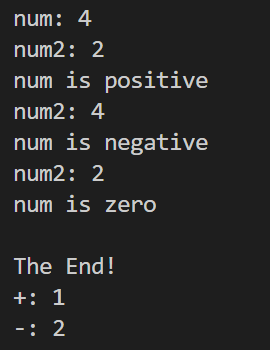 num: 4
num2: 2
num is positive
num2: 4
num is negative
num2: 2
num is zero

The End!
+: 1
-: 2